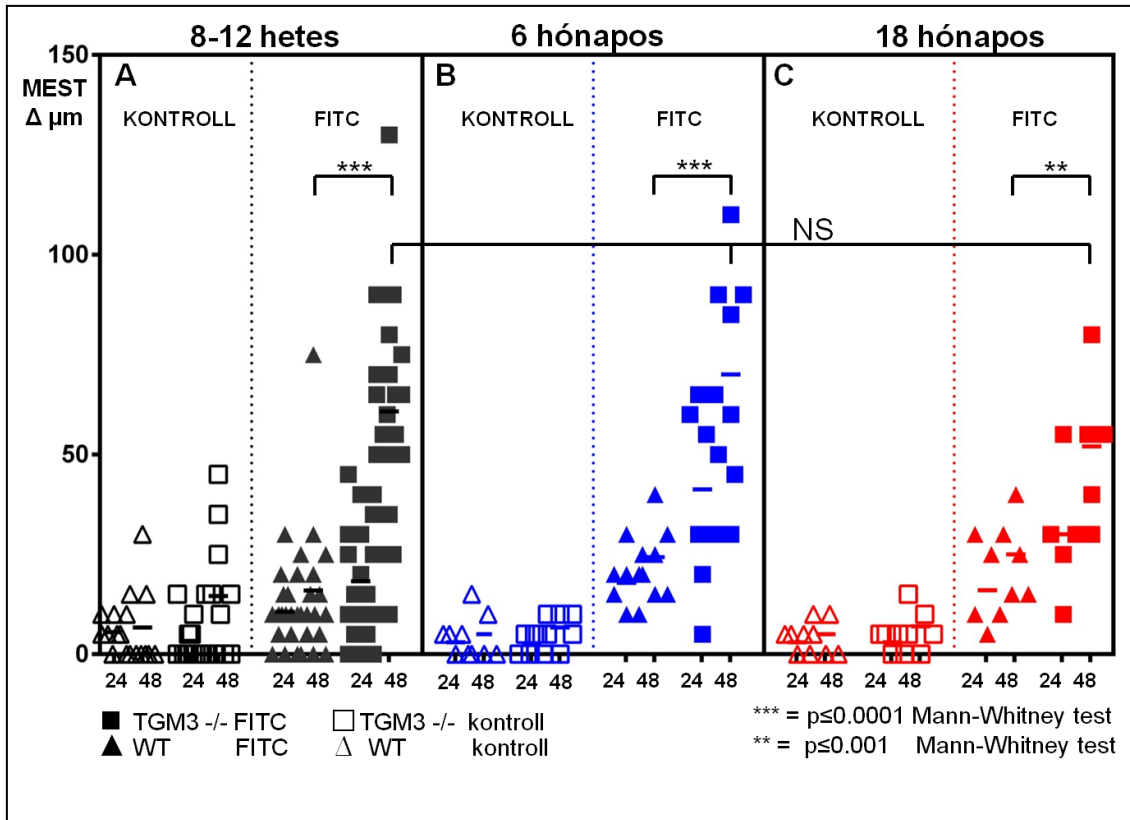 8-12 hetes 6 hónapos 18 hónapos
150 A B C
MEST
Δ µm
KONTROLL FITC KONTROLL FITC KONTROLL FITC
*** *** **
NS
100
50
0
24 48 24 48 24 48 24 48 24 48 24 48 24 48 24 48 24 48 24 48 24 48 24 48
■ TGM3 -/- FITC □ TGM3 -/- kontroll
▲ WT FITC △ WT kontroll
*** = p≤0.0001 Mann-Whitney test
** = p≤0.001 Mann-Whitney test